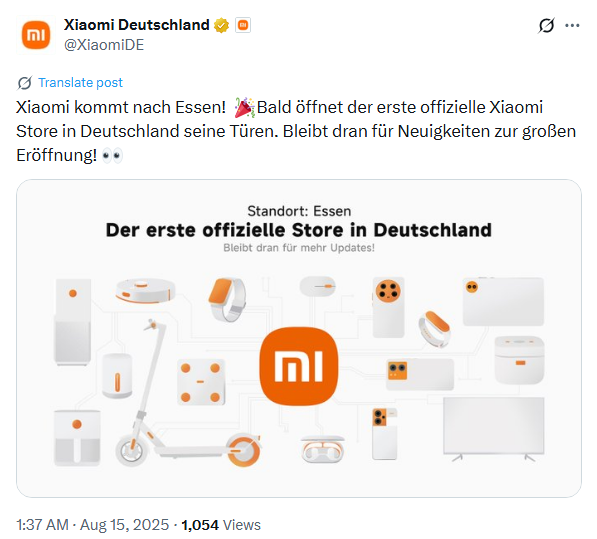 Xiaomi Deutschland
@XiaomiDE
Translate post
Xiaomi kommt nach Essen! 🎉Bald öffnet der erste offizielle Xiaomi
Store in Deutschland seine Türen. Bleibt dran für Neuigkeiten zur großen
Eröffnung! 👀
Standort: Essen
Der erste offizielle Store in Deutschland
Bleibt dran für mehr Updates!
1:37 AM · Aug 15, 2025 · 1,054 Views